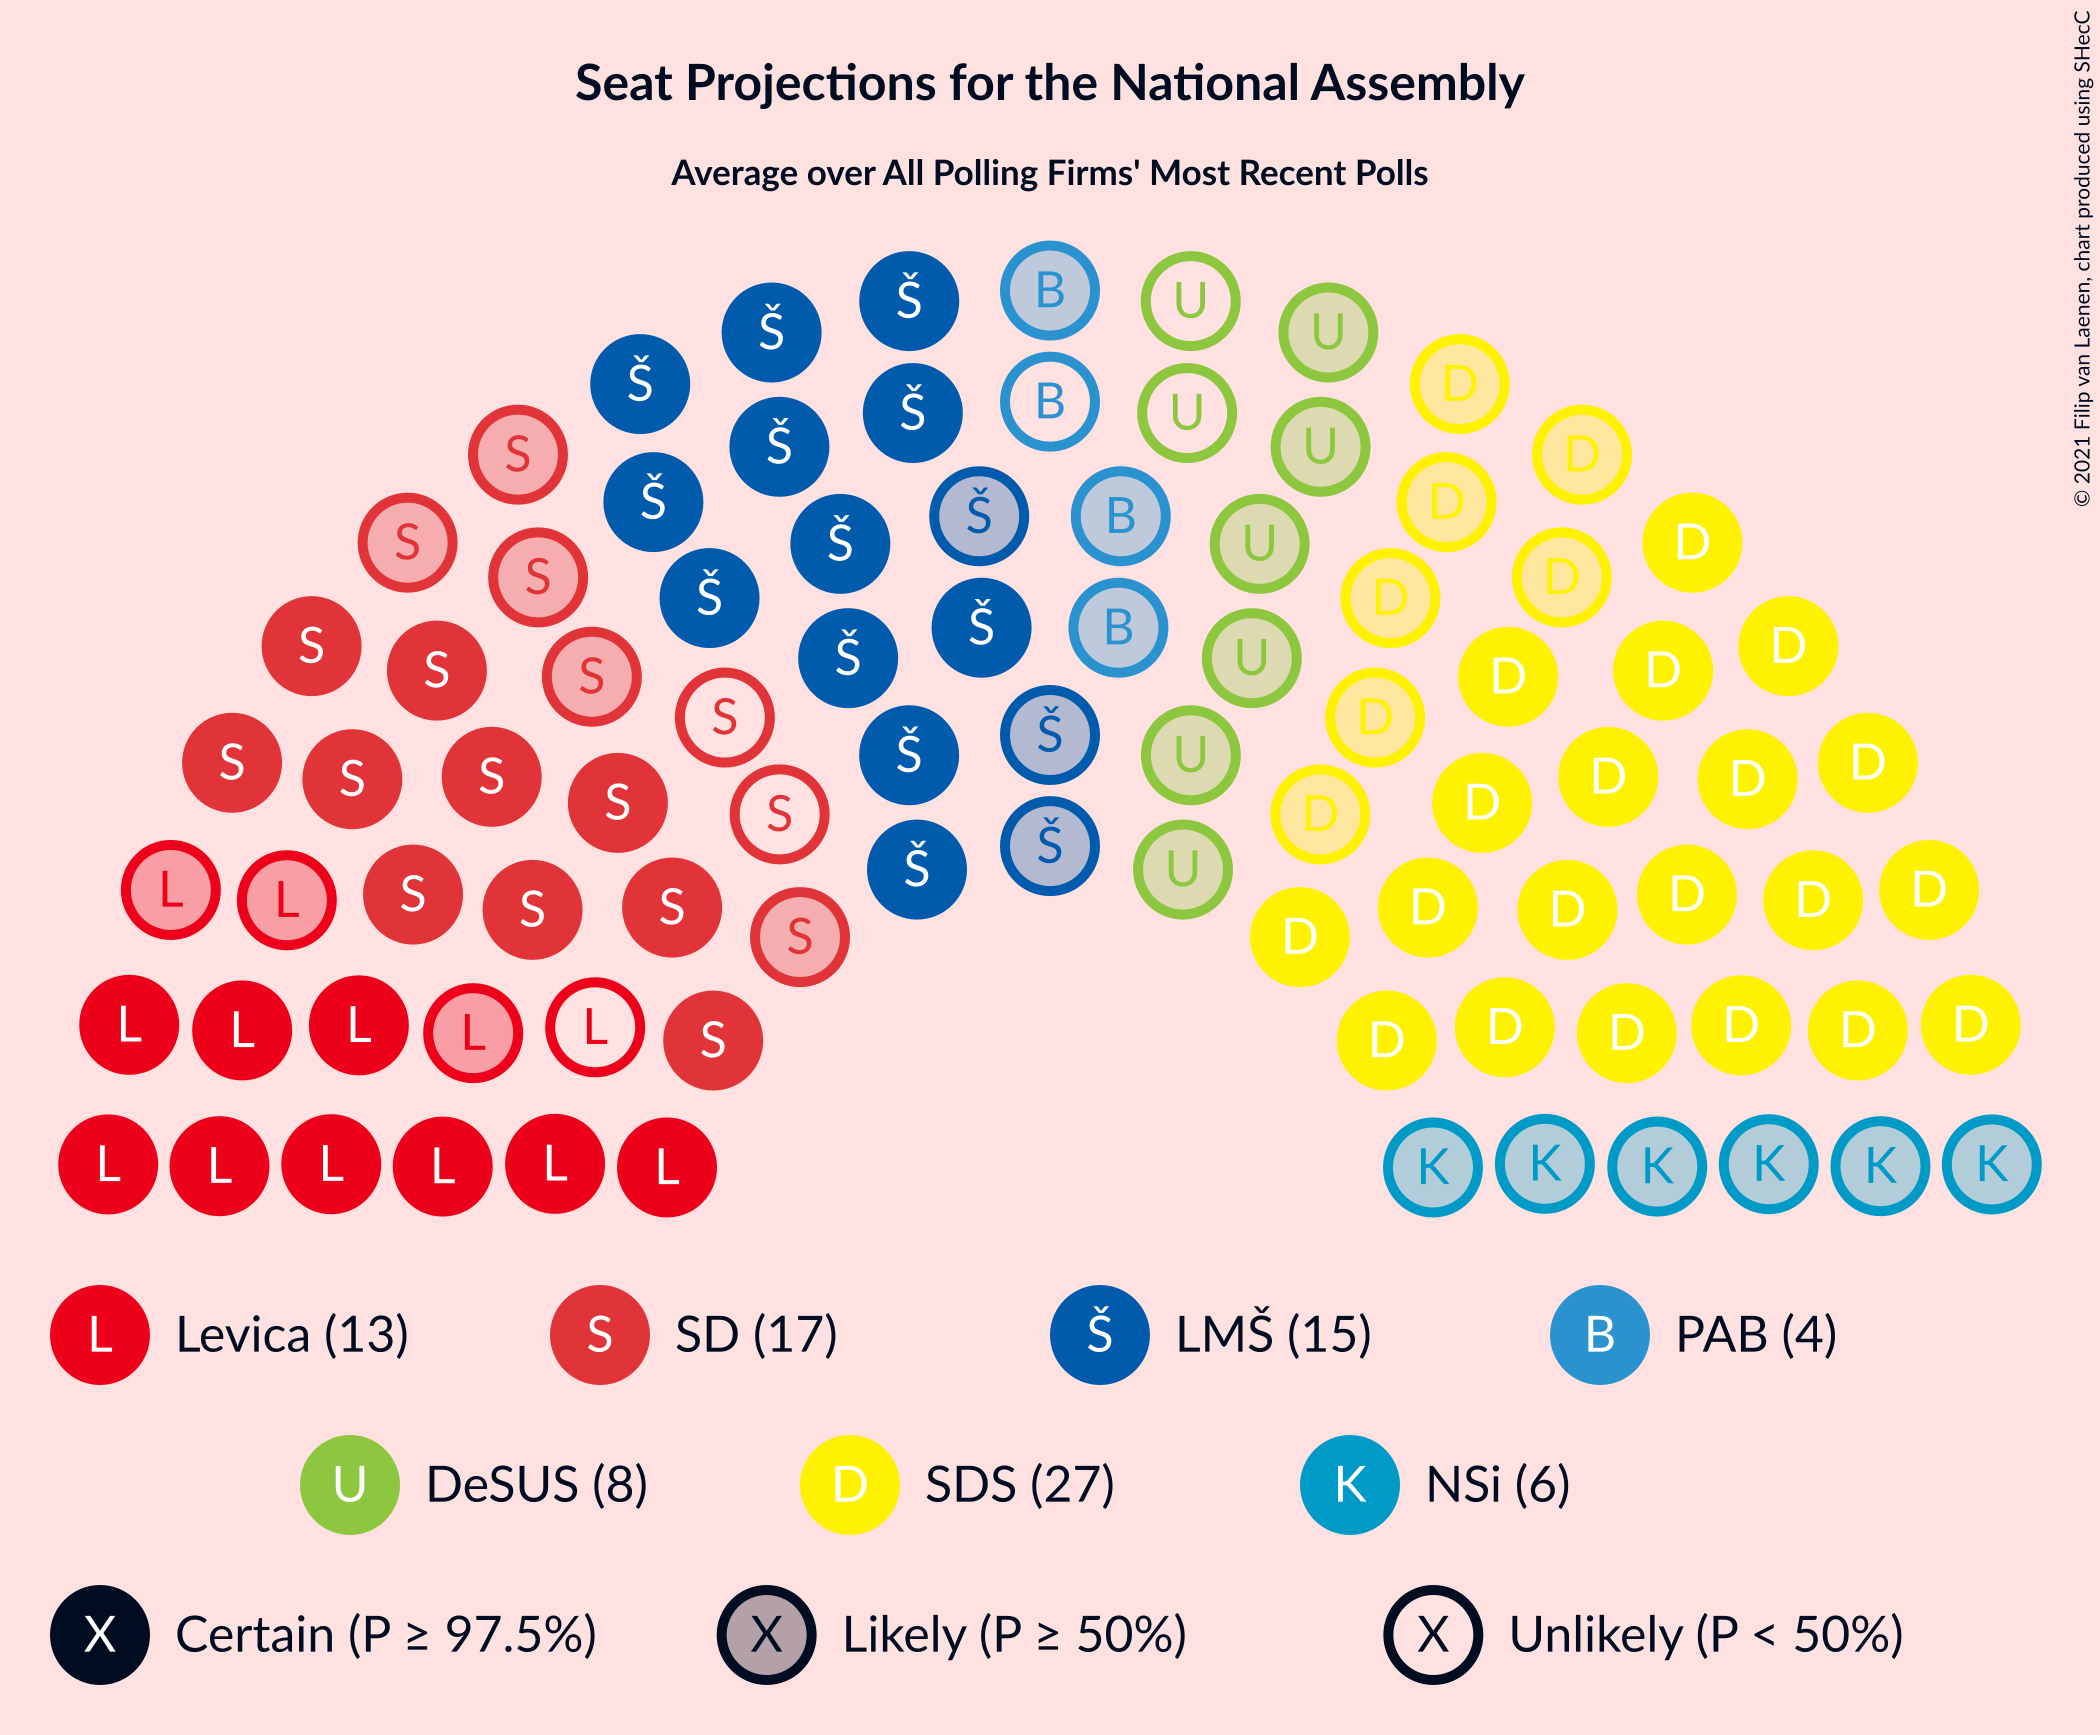 Seat Projections for the National Assembly
Average over All Polling Firms' Most Recent Polls
© 2021 Filip van Laenen, chart produced using SHecC
B
Š U
Š U
Š D
S D
S D
B
Š U
Š U
Š D
S D
Š B
Š U
Š D
S D
S D
S D
Š B
Š U
S D
S D
S S D D
Š
Š U
S D
S D
S S D D
Š
Š U
L L S S S S D D D D D D
L L L L L S D D D D D D
L L L L L L K K K K K K
L Levica (13) S SD (17) Š LMŠ (15) B PAB (4)
U DeSUS (8) D SDS (27) K NSi (6)
X Certain (P ≥ 97.5%) X Likely (P ≥ 50%) X Unlikely (P < 50%)